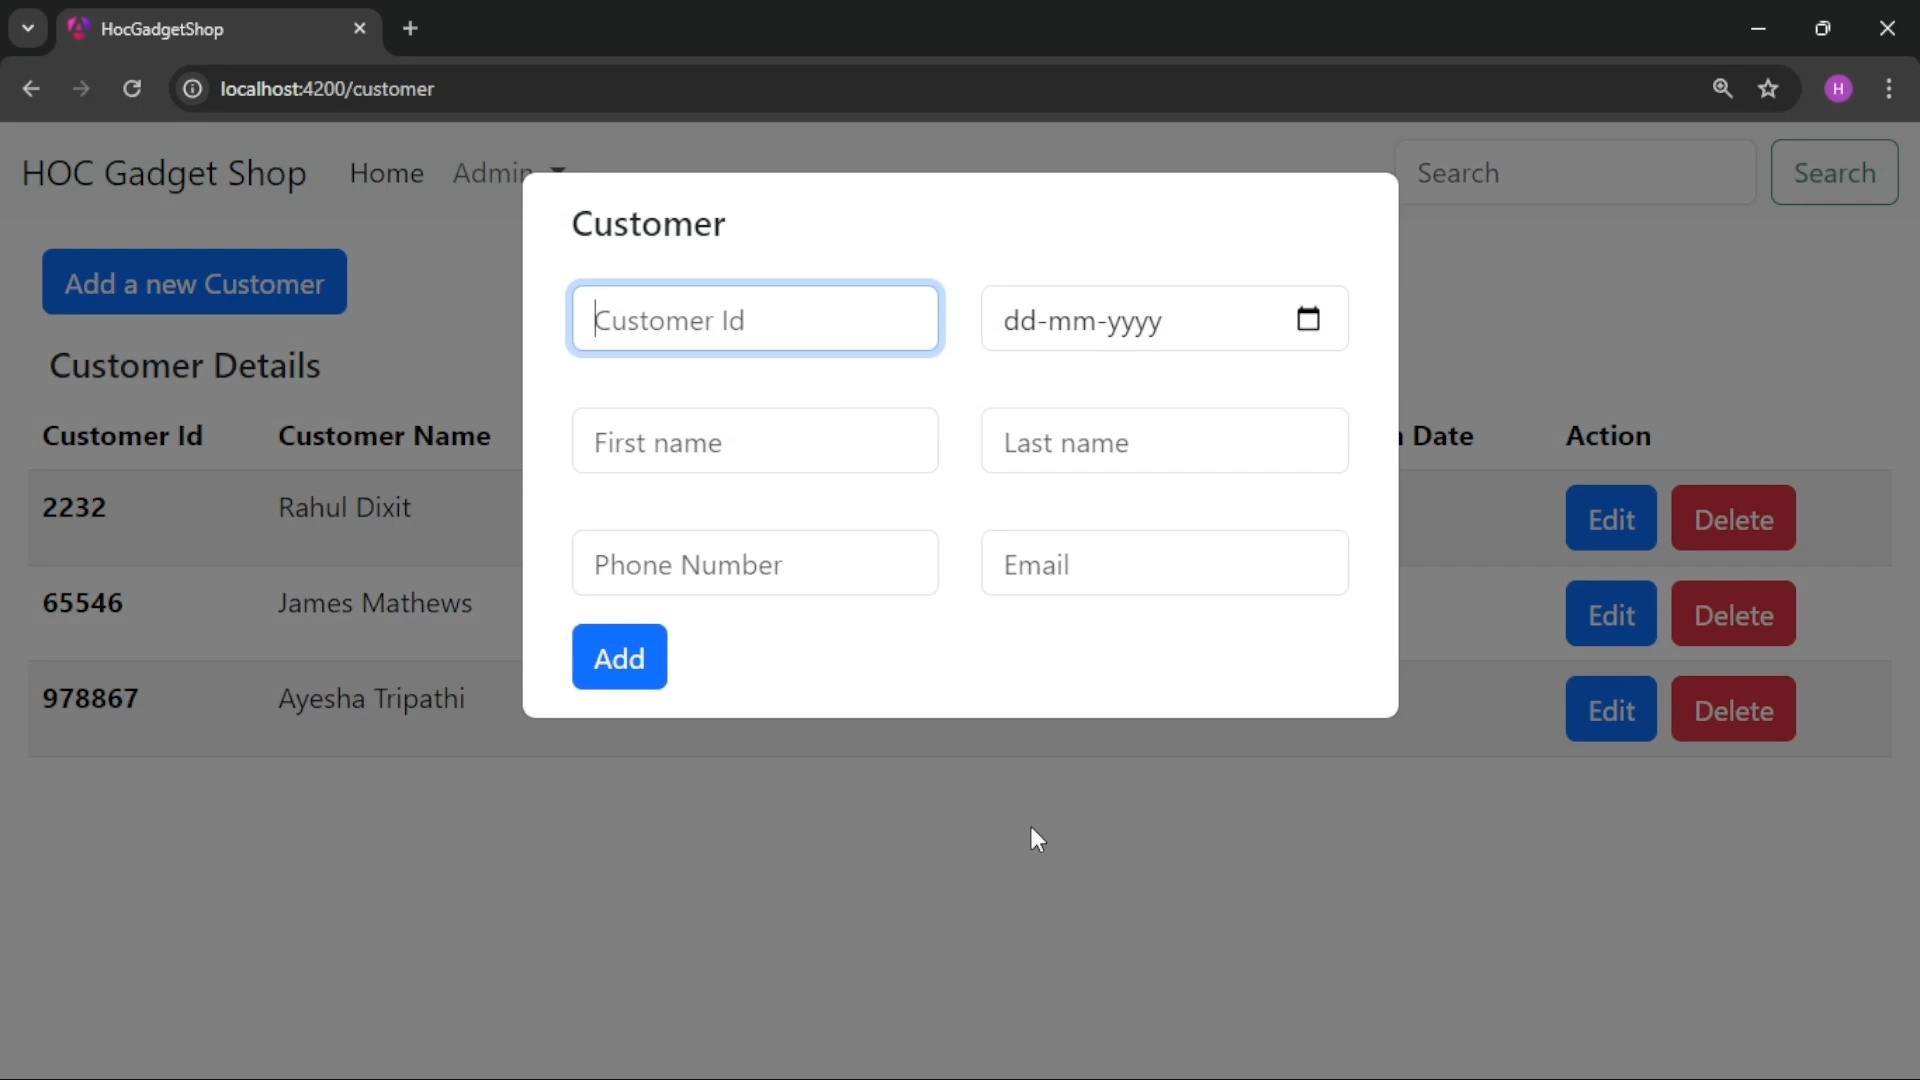 HocGadgetShop
localhost:4200/customer
H
HOC Gadget Shop Home Admin Search Search
Customer
Add a new Customer
Customer Id dd-mm-yyyy
Customer Details
First name Last name
Customer Id Customer Name Date Action
2232 Rahul Dixit Edit Delete
Phone Number Email
65546 James Mathews Edit Delete
Add
978867 Ayesha Tripathi Edit Delete